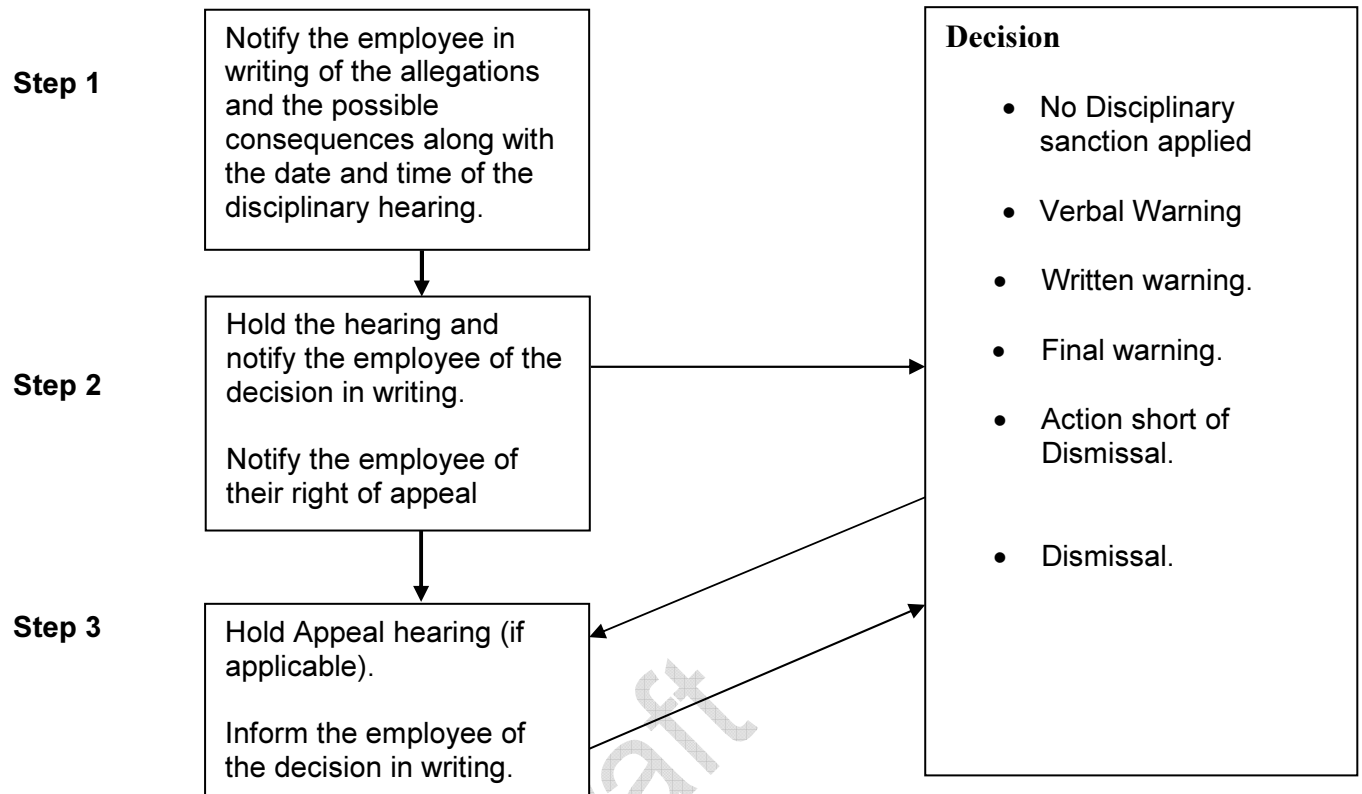 Step 1
Notify the employee in
writing of the allegations
and the possible
consequences along with
the date and time of the
disciplinary hearing.
Step 2
Hold the hearing and
notify the employee of the
decision in writing.
Notify the employee of
their right of appeal
Step 3
Hold Appeal hearing (if
applicable).
Inform the employee of
the decision in writing.
Decision
• No Disciplinary
sanction applied
• Verbal Warning
• Written warning.
• Final warning.
• Action short of
Dismissal.
• Dismissal.